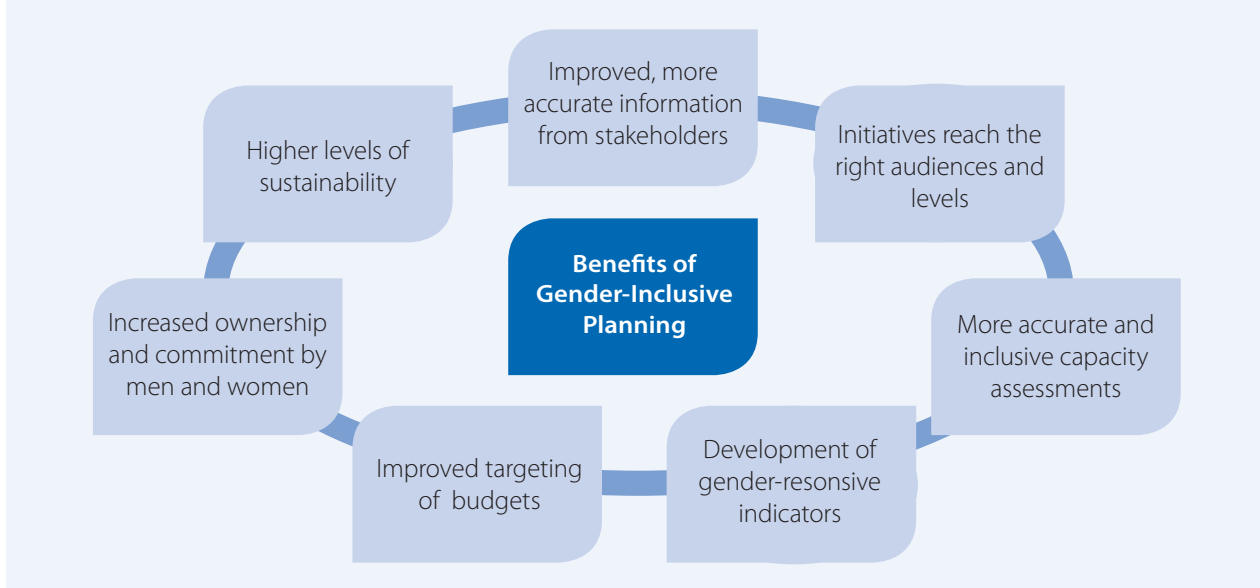 Improved, more
accurate information
from stakeholders
Initiatives reach the
right audiences and
levels
More accurate and
inclusive capacity
assessments
Development of
gender-resonsive
indicators
Improved targeting
of budgets
Increased ownership
and commitment by
men and women
Higher levels of
sustainability
Benefits of
Gender-Inclusive
Planning